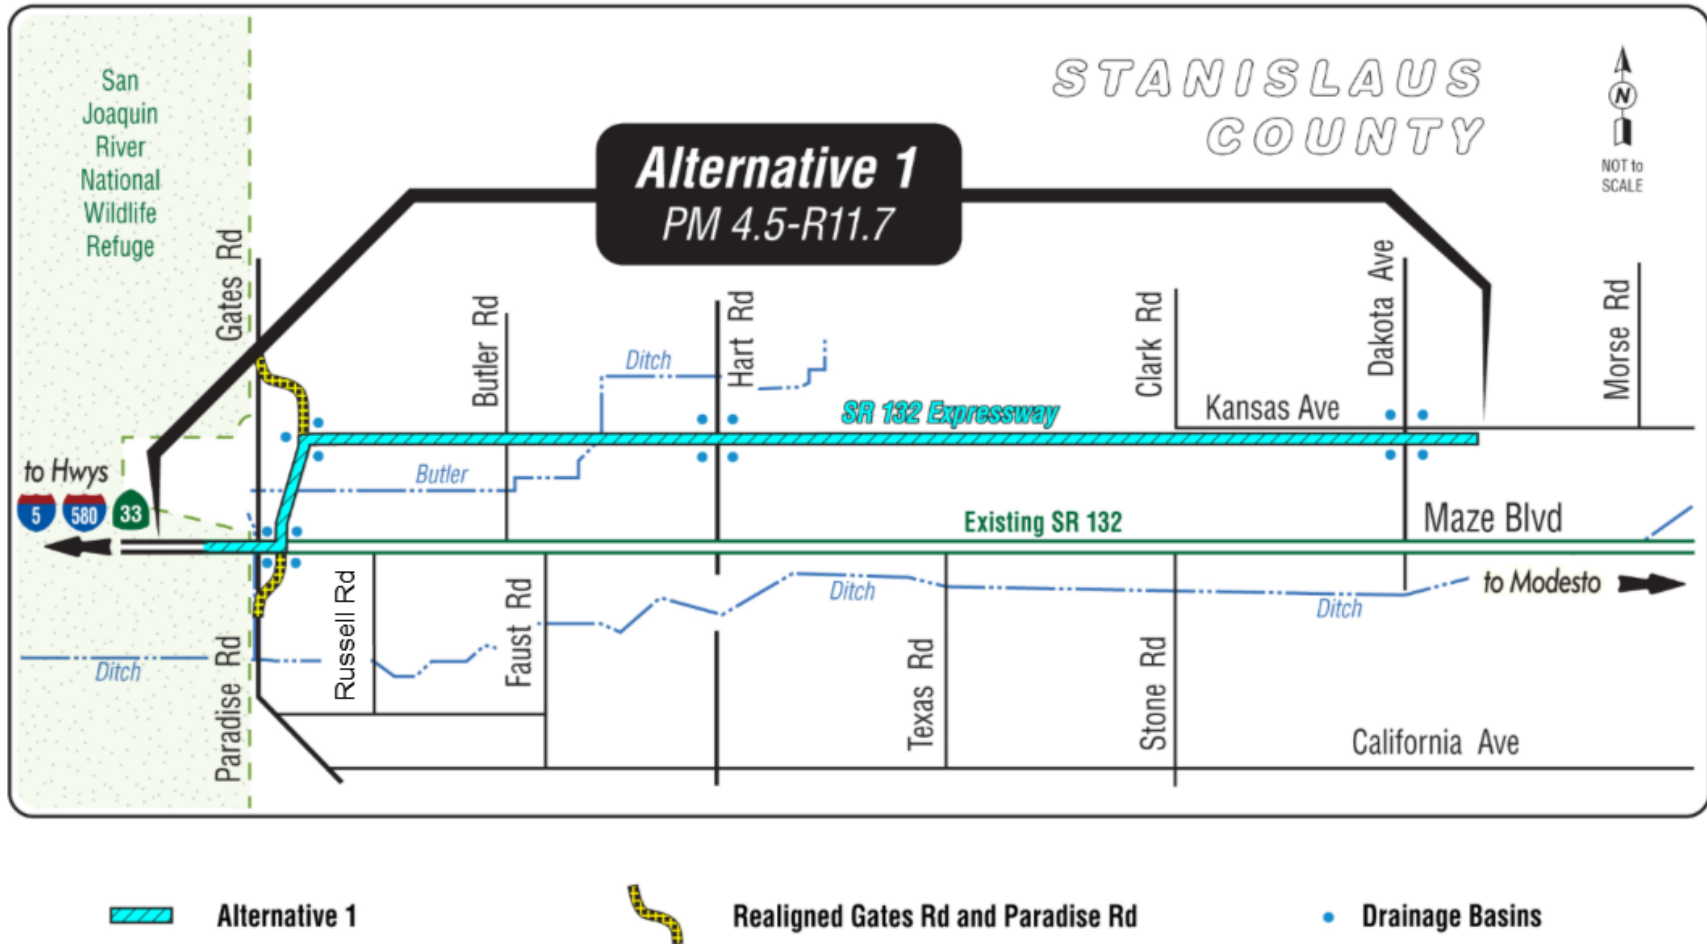 STANISLAUS
COUNTY
N
NOT to
SCALE
San
Joaquin
River
National
Wildlife
Refuge
Alternative 1
PM 4.5-R11.7
Gates Rd
Butler Rd
Hart Rd
Clark Rd
Dakota Ave
Morse Rd
Ditch
SR 132 Expressway
Kansas Ave
to Hwys
5
580
33
Butler
Existing SR 132
Maze Blvd
Ditch
to Modesto
Ditch
Ditch
Paradise Rd
Russell Rd
Faust Rd
Texas Rd
Stone Rd
California Ave
Alternative 1
Realigned Gates Rd and Paradise Rd
Drainage Basins